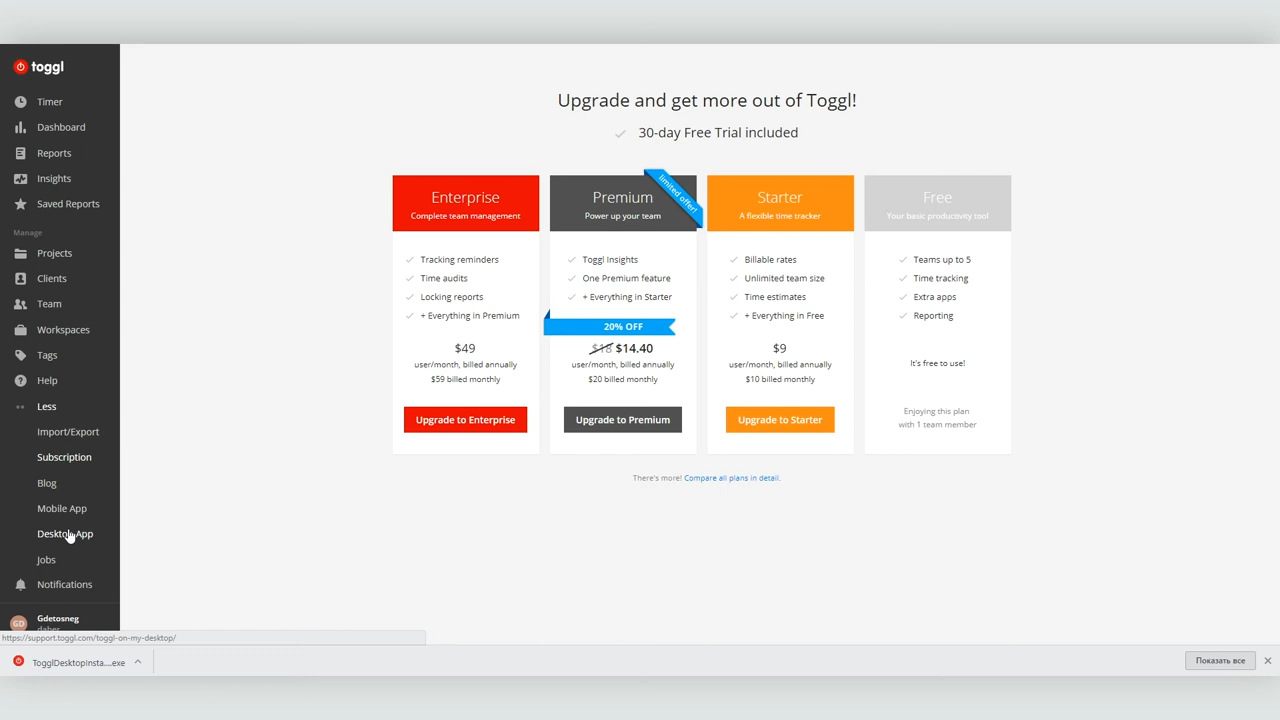 toggl
Timer
Dashboard
Reports
Insights
Saved Reports
Manage
Projects
Clients
Team
Workspaces
Tags
Help
Less
Import/Export
Subscription
Blog
Mobile App
Desktop App
Jobs
Notifications
GD
Gdetosneg
daher
https://support.toggl.com/toggl-on-my-desktop/
Upgrade and get more out of Toggl!
30-day Free Trial included
Enterprise
Complete team management
Tracking reminders
Time audits
Locking reports
+ Everything in Premium
$49
user/month, billed annually
$59 billed monthly
Upgrade to Enterprise
limited offer!
Premium
Power up your team
Toggl Insights
One Premium feature
+ Everything in Starter
20% OFF
$18 $14.40
user/month, billed annually
$20 billed monthly
Upgrade to Premium
Starter
A flexible time tracker
Billable rates
Unlimited team size
Time estimates
+ Everything in Free
$9
user/month, billed annually
$10 billed monthly
Upgrade to Starter
Free
Your basic productivity tool
Teams up to 5
Time tracking
Extra apps
Reporting
It's free to use!
Enjoying this plan
with 1 team member
There's more! Compare all plans in detail.
TogglDesktopInsta....exe
Показать все